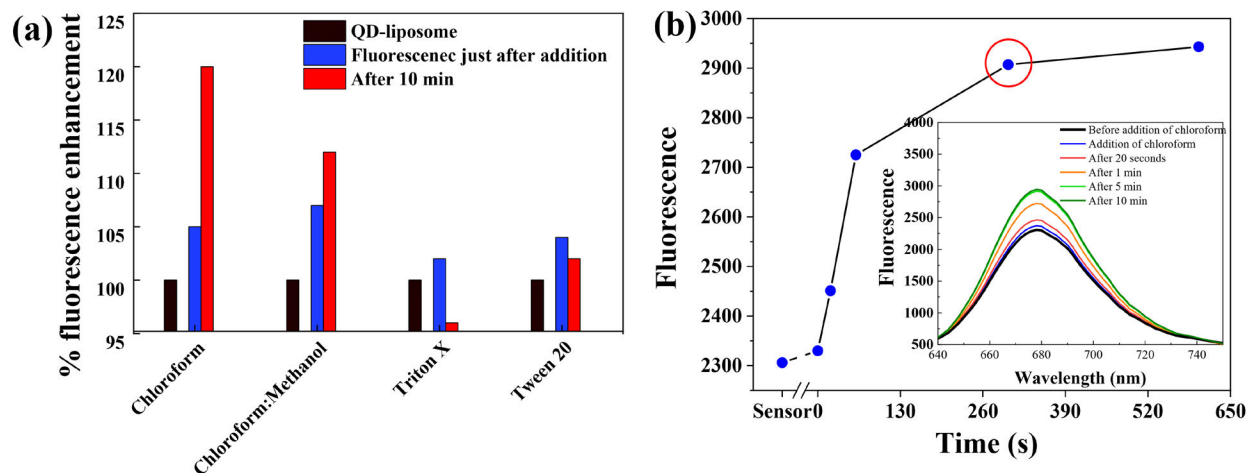 (a)
% fluorescence enhancement
125
120
115
110
105
100
95
QD-liposome
Fluorescenec just after addition
After 10 min
Chloroform
Chloroform:Methanol
Triton X
Tween 20
(b)
Fluorescence
3000
2900
2800
2700
2600
2500
2400
2300
Sensor 0 130 260 390 520 650
Time (s)
Fluorescence
4000
3500
3000
2500
2000
1500
1000
500
Before addition of chloroform
Addition of chloroform
After 20 seconds
After 1 min
After 5 min
After 10 min
640 660 680 700 720 740
Wavelength (nm)